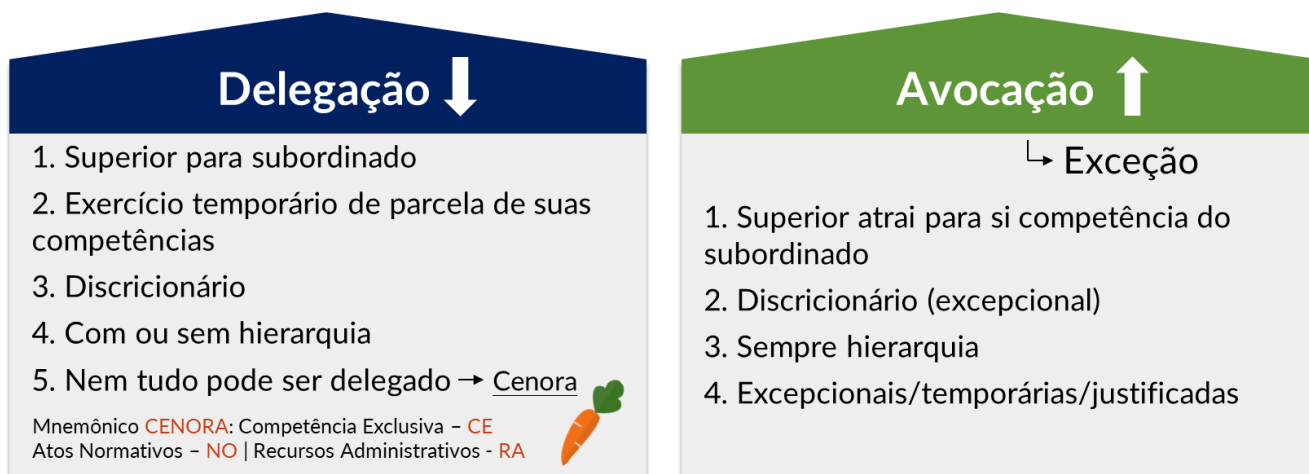 Delegação
1. Superior para subordinado
2. Exercício temporário de parcela de suas
competências
3. Discricionário
4. Com ou sem hierarquia
5. Nem tudo pode ser delegado → Cenora
Mnemônico CENORA: Competência Exclusiva – CE
Atos Normativos – NO | Recursos Administrativos - RA
Avocação
Exceção
1. Superior atrai para si competência do
subordinado
2. Discricionário (excepcional)
3. Sempre hierarquia
4. Excepcionais/temporárias/justificadas